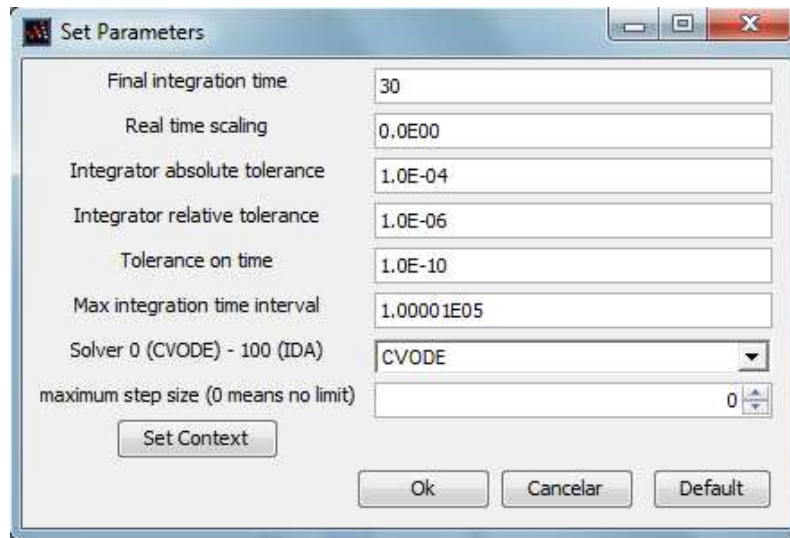 Set Parameters
Final integration time 30
Real time scaling 0.0E00
Integrator absolute tolerance 1.0E-04
Integrator relative tolerance 1.0E-06
Tolerance on time 1.0E-10
Max integration time interval 1.00001E05
Solver 0 (CVODE) - 100 (IDA) CVODE
maximum step size (0 means no limit) 0
Set Context
Ok Cancelar Default